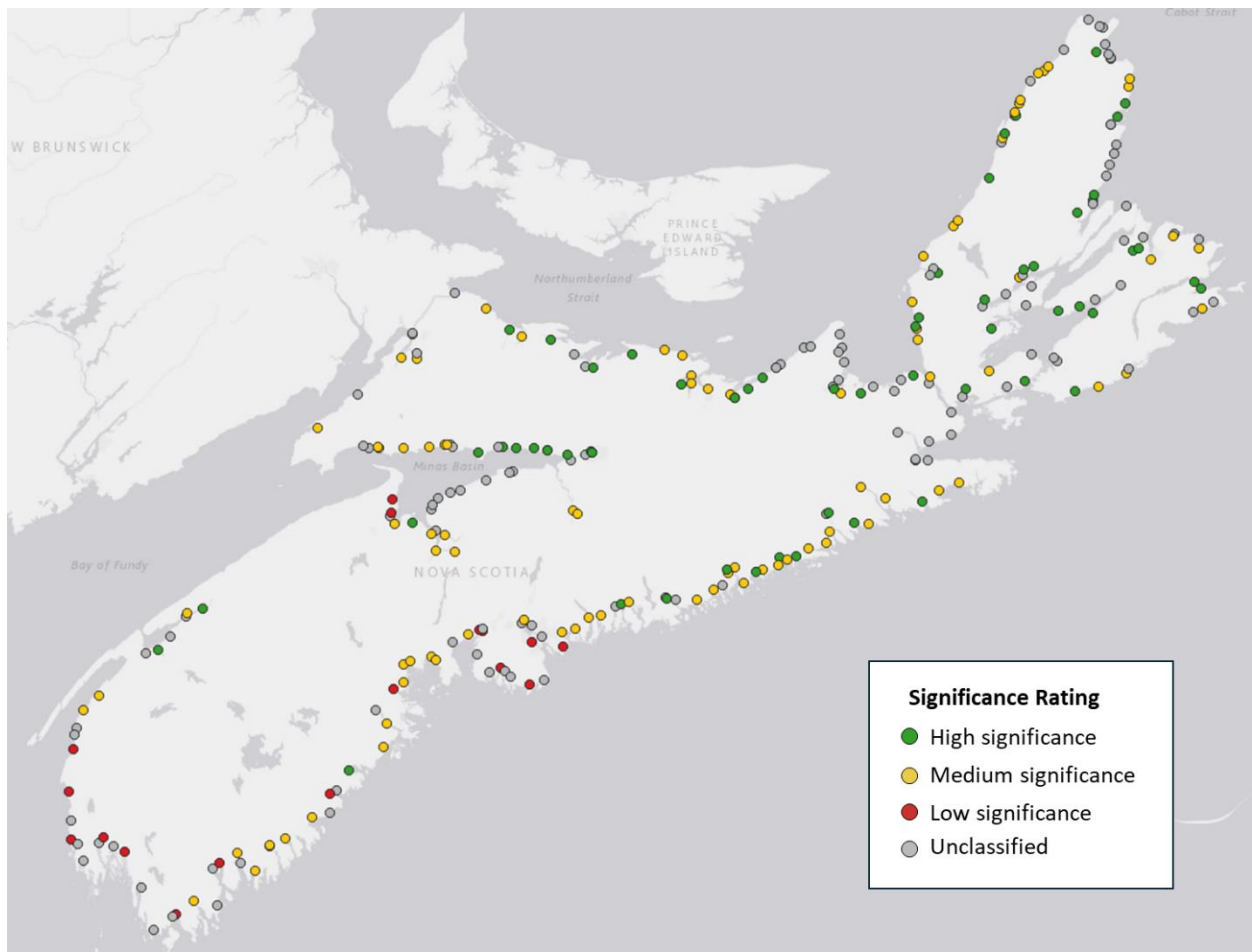 Cabot Strait
W BRUNSWICK
PRINCE
EDWARD
ISLAND
Northumberland
Strait
Minas Basin
Bay of Fundy
NOVA SCOTIA
Significance Rating
High significance
Medium significance
Low significance
Unclassified